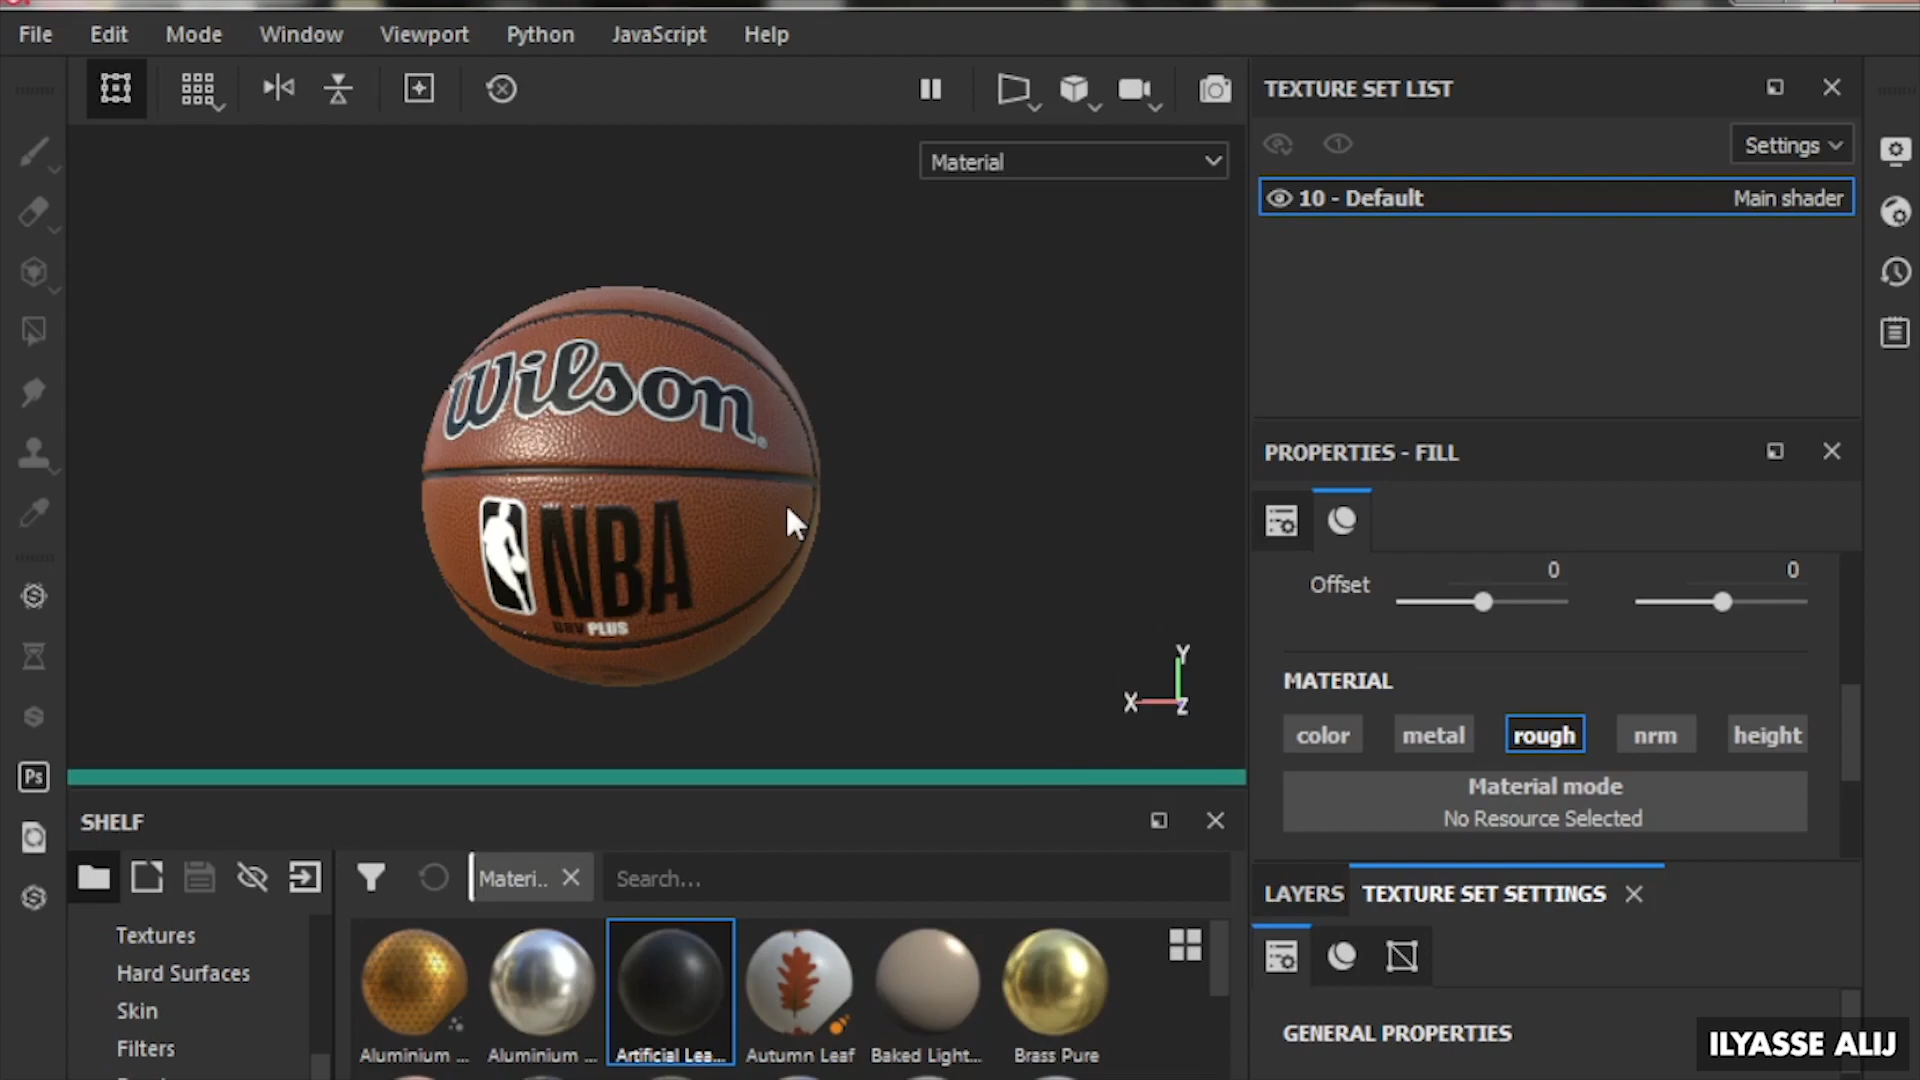 File Edit Mode Window Viewport Python JavaScript Help
TEXTURE SET LIST
Settings
Material
10 - Default Main shader
Wilson
NBA
DRV PLUS
Y
X
Z
PROPERTIES - FILL
Offset 0 0
MATERIAL
color metal rough nrm height
Material mode
No Resource Selected
Ps
SHELF
Materi.. Search...
Textures
Hard Surfaces
Skin
Filters
Aluminium ... Aluminium ... Artificial Lea... Autumn Leaf Baked Light... Brass Pure
LAYERS TEXTURE SET SETTINGS
GENERAL PROPERTIES
ILYASSE ALIJ